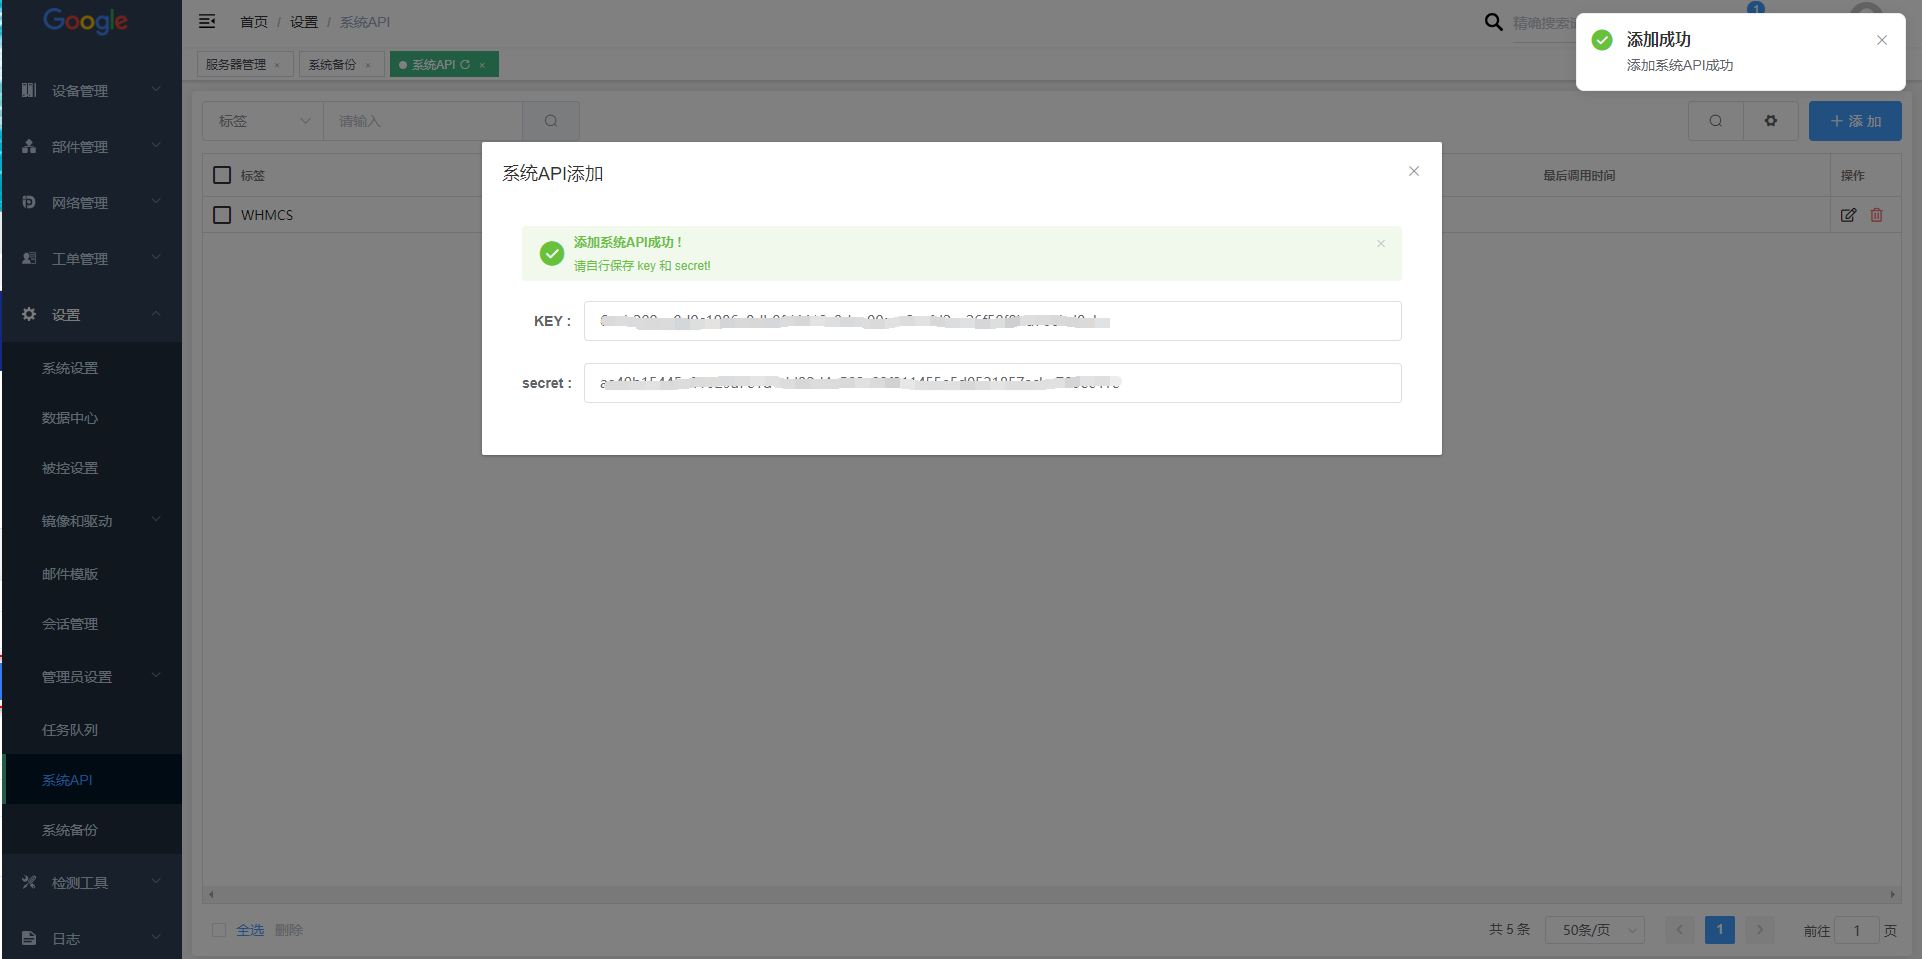 Google
设备管理
部件管理
网络管理
工单管理
设置
系统设置
数据中心
被控设置
镜像和驱动
邮件模版
会话管理
管理员设置
任务队列
系统API
系统备份
检测工具
日志
首页 / 设置 / 系统API
精确搜索
1
服务器管理 ×
系统备份 ×
系统API ×
添加成功
添加系统API成功
标签
请输入
添 加
标签
最后调用时间
操作
WHMCS
系统API添加
添加系统API成功！
请自行保存 key 和 secret!
KEY :
secret :
全选 删除
共 5 条
50条/页
1
前往 1 页